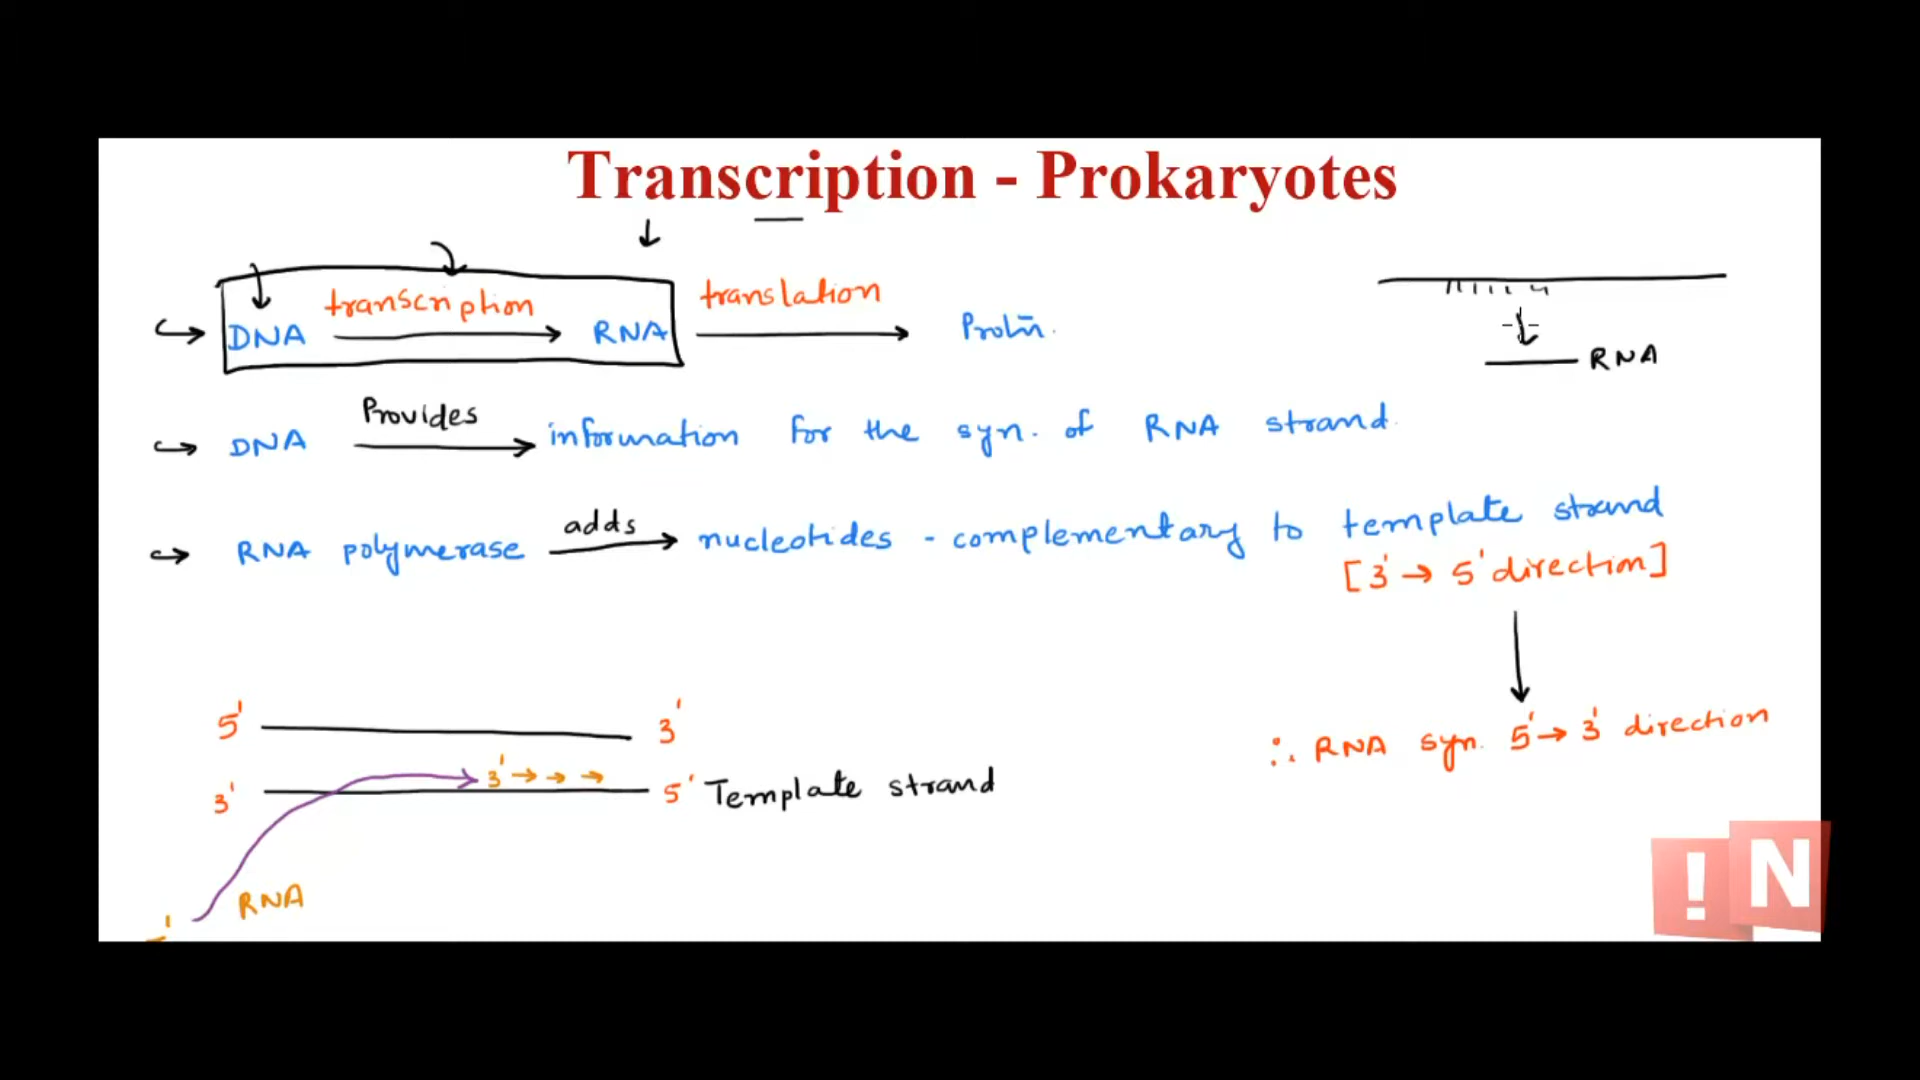 Transcription - Prokaryotes
DNA transcription RNA translation Protin.
RNA
DNA Provides information for the syn. of RNA strand.
RNA polymerase adds nucleotides - complementary to template strand
[3' → 5' direction]
∴ RNA syn. 5' → 3' direction
5' 3'
3' 3' → → → 5' Template strand
RNA
!N